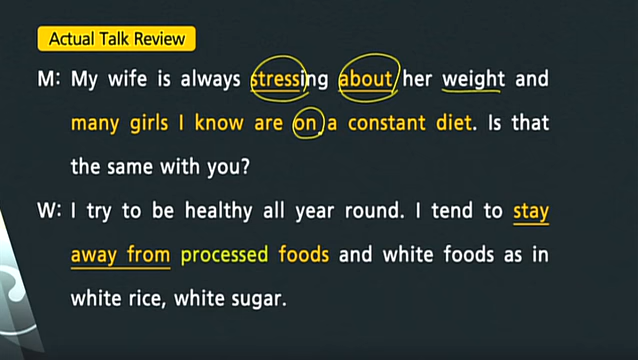 Actual Talk Review
M: My wife is always stressing about her weight and
many girls I know are on a constant diet. Is that
the same with you?
W: I try to be healthy all year round. I tend to stay
away from processed foods and white foods as in
white rice, white sugar.